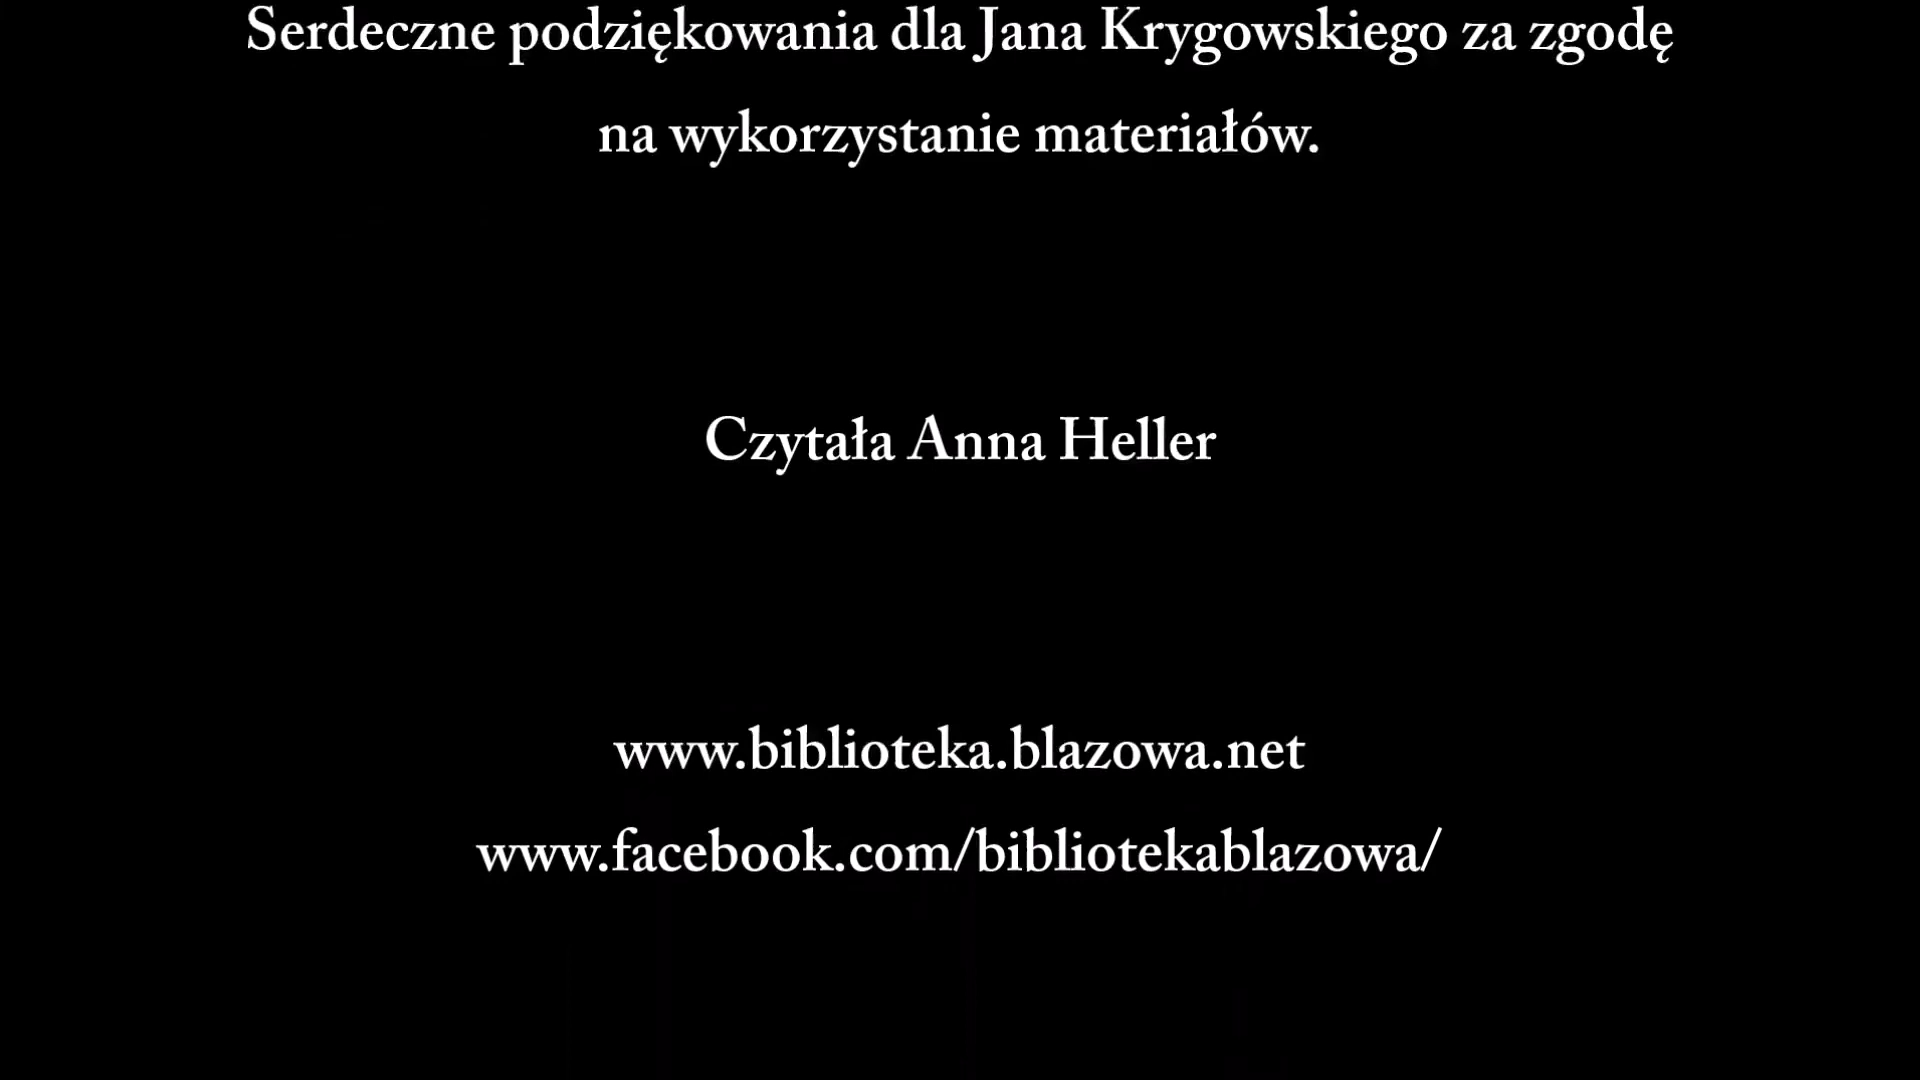 Serdeczne podziękowania dla Jana Krygowskiego za zgodę
na wykorzystanie materiałów.
Czytała Anna Heller
www.biblioteka.blazowa.net
www.facebook.com/bibliotekablazowa/